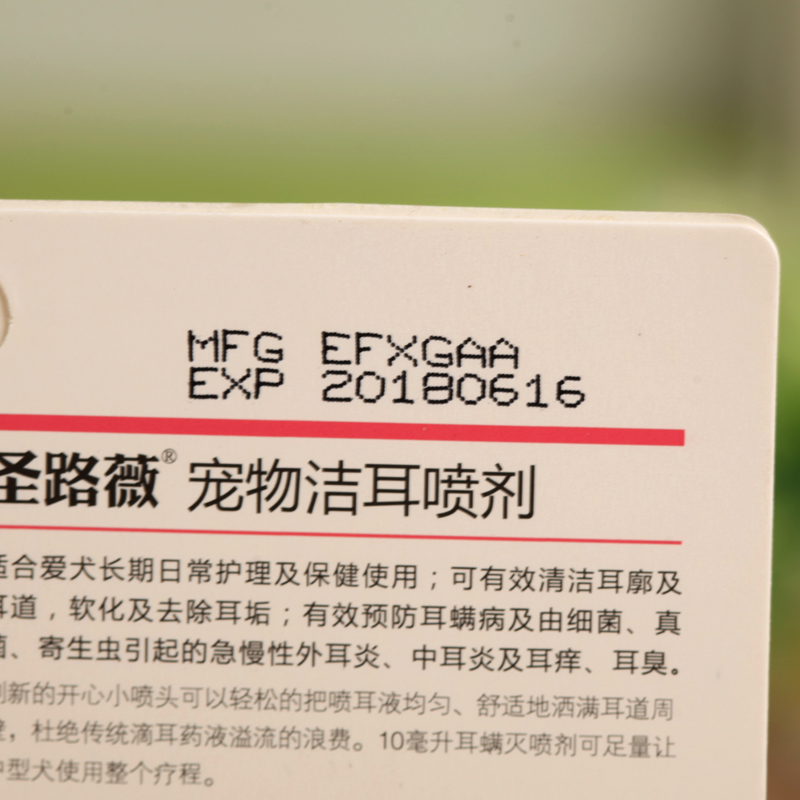 MFG EFXGAA
EXP 20180616
圣路薇® 宠物洁耳喷剂
适合爱犬长期日常护理及保健使用；可有效清洁耳廓及
耳道，软化及去除耳垢；有效预防耳螨病及由细菌、真
菌、寄生虫引起的急慢性外耳炎、中耳炎及耳痒、耳臭。
创新的开心小喷头可以轻松的把喷耳液均匀、舒适地洒满耳道周
壁，杜绝传统滴耳药液溢流的浪费。10毫升耳螨灭喷剂可足量让
中型犬使用整个疗程。